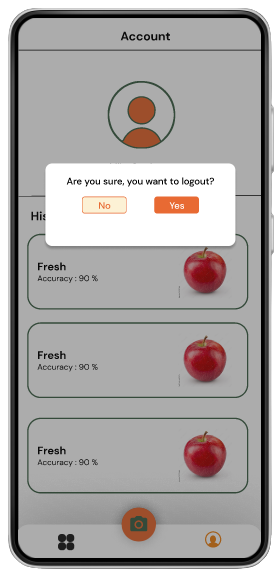 Account
Are you sure, you want to logout?
No
Yes
His
Fresh
Accuracy : 90 %
Fresh
Accuracy : 90 %
Fresh
Accuracy : 90 %